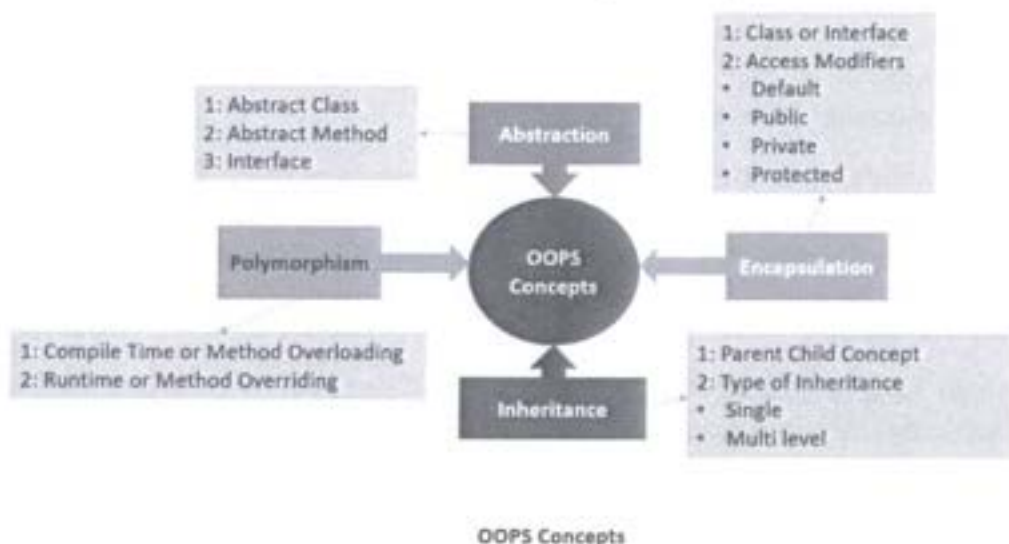 1: Class or Interface
2: Access Modifiers
• Default
• Public
• Private
• Protected
1: Abstract Class
2: Abstract Method
3: Interface
Abstraction
Polymorphism
OOPS
Concepts
Encapsulation
1: Compile Time or Method Overloading
2: Runtime or Method Overriding
Inheritance
1: Parent Child Concept
2: Type of Inheritance
• Single
• Multi level
OOPS Concepts